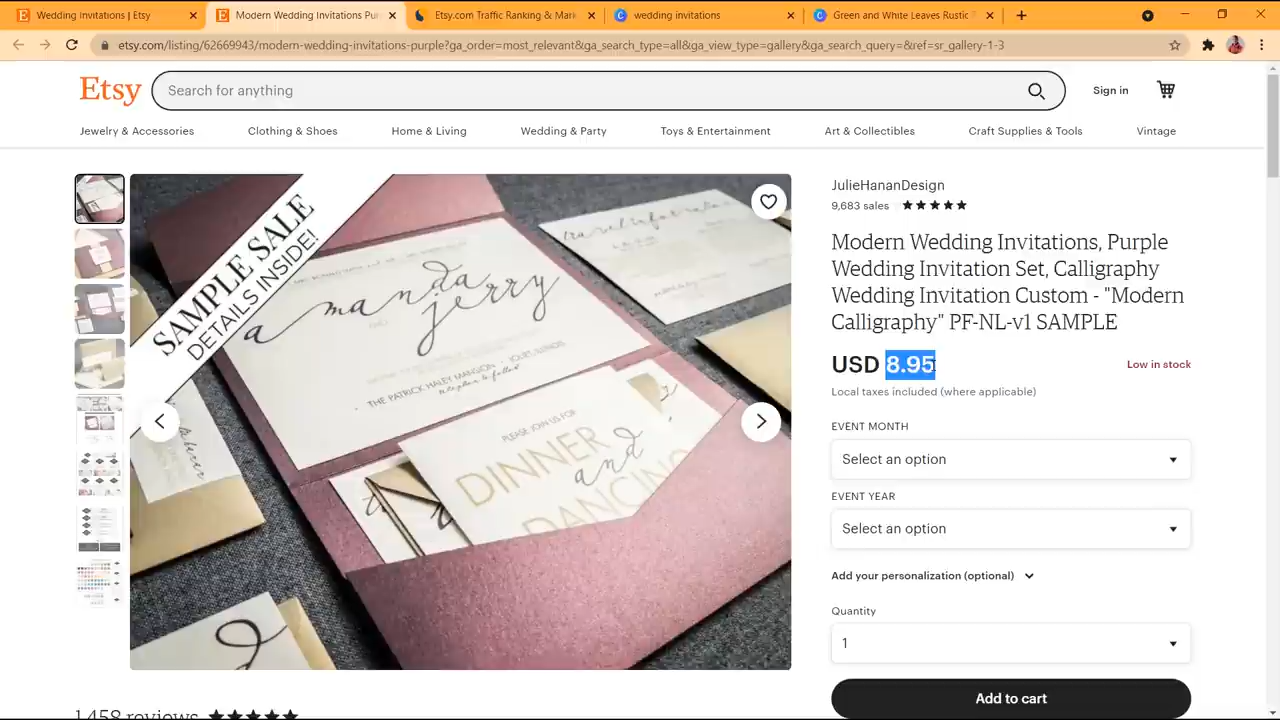 Wedding Invitations | Etsy
Modern Wedding Invitations Pur
Etsy.com Traffic Ranking & Mark
wedding invitations
Green and White Leaves Rustic
etsy.com/listing/62669943/modern-wedding-invitations-purple?ga_order=most_relevant&ga_search_type=all&ga_view_type=gallery&ga_search_query=&ref=sr_gallery-1-3
Etsy
Search for anything
Sign in
Jewelry & Accessories
Clothing & Shoes
Home & Living
Wedding & Party
Toys & Entertainment
Art & Collectibles
Craft Supplies & Tools
Vintage
SAMPLE SALE
DETAILS INSIDE!
amanda
jerry
THE PATRICK HALEY MANSION
reception to follow
PLEASE JOIN US FOR
DINNER
and
DANCING
JulieHananDesign
9,683 sales
Modern Wedding Invitations, Purple
Wedding Invitation Set, Calligraphy
Wedding Invitation Custom - "Modern
Calligraphy" PF-NL-v1 SAMPLE
USD 8.95
Low in stock
Local taxes included (where applicable)
EVENT MONTH
Select an option
EVENT YEAR
Select an option
Add your personalization (optional)
Quantity
1
Add to cart
1,458 reviews